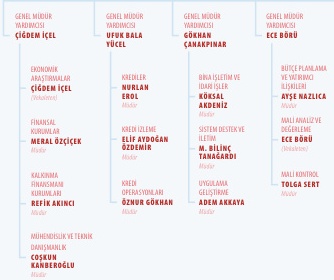 GENEL MÜDÜR
YARDIMCISI
ÇİĞDEM İÇEL
EKONOMİK
ARAŞTIRMALAR
ÇİĞDEM İÇEL
(Vekaleten)
FİNANSAL
KURUMLAR
MERAL ÖZÇİÇEK
Müdür
KALKINMA
FİNANSMANI
KURUMLARI
REFİK AKINCI
Müdür
MÜHENDİSLİK VE TEKNİK
DANIŞMANLIK
COŞKUN
KANBEROĞLU
Müdür
GENEL MÜDÜR
YARDIMCISI
UFUK BALA
YÜCEL
KREDİLER
NURLAN
EROL
Müdür
KREDİ İZLEME
ELİF AYDOĞAN
ÖZDEMİR
Müdür
KREDİ
OPERASYONLARI
ÖZNUR GÖKHAN
Müdür
GENEL MÜDÜR
YARDIMCISI
GÖKHAN
ÇANAKPINAR
BİNA İŞLETİM VE
İDARİ İŞLER
KÖKSAL
AKDENİZ
Müdür
SİSTEM DESTEK VE
İLETİM
M. BİLİNÇ
TANAĞARDI
Müdür
UYGULAMA
GELİŞTİRME
ADEM AKKAYA
Müdür
GENEL MÜDÜR
YARDIMCISI
ECE BÖRÜ
BÜTÇE PLANLAMA
VE YATIRIMCI
İLİŞKİLERİ
AYŞE NAZLICA
Müdür
MALİ ANALİZ VE
DEĞERLEME
ECE BÖRÜ
(Vekaleten)
MALİ KONTROL
TOLGA SERT
Müdür